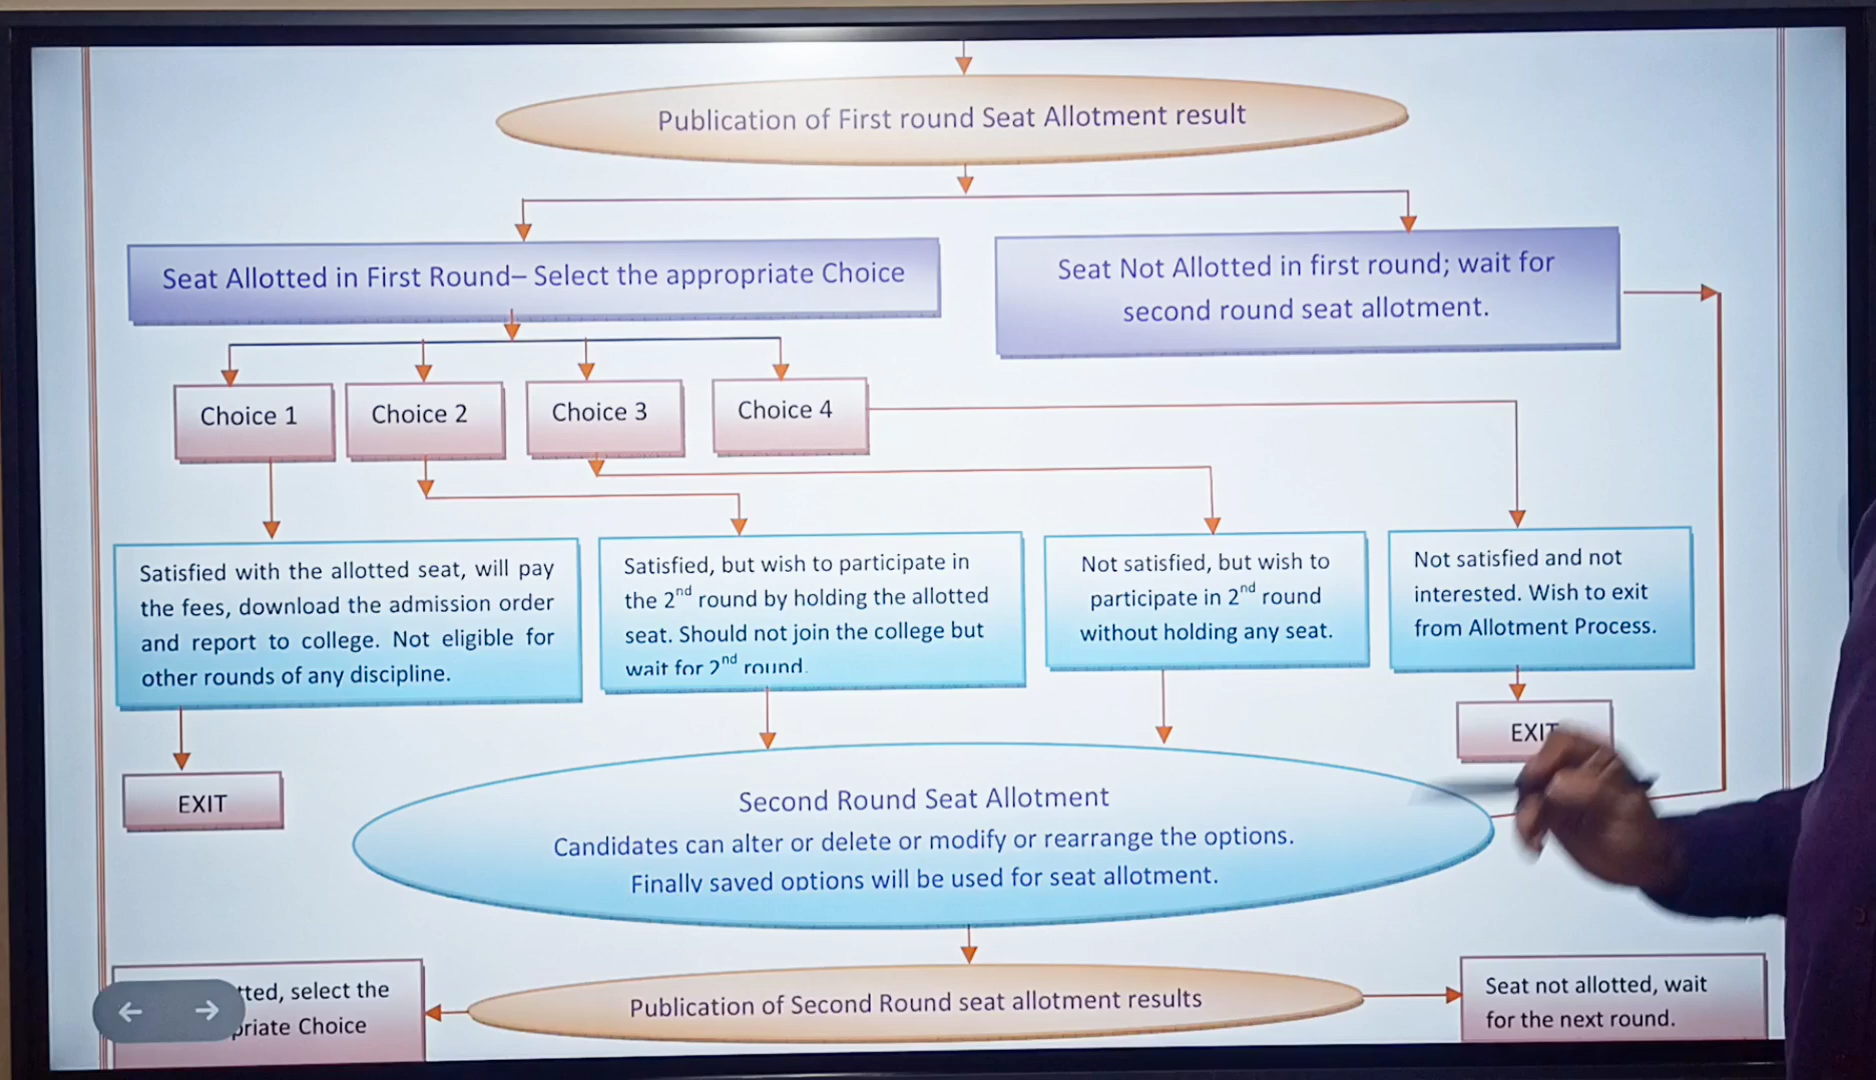 Publication of First round Seat Allotment result
Seat Allotted in First Round– Select the appropriate Choice
Seat Not Allotted in first round; wait for
second round seat allotment.
Choice 1
Choice 2
Choice 3
Choice 4
Satisfied with the allotted seat, will pay
the fees, download the admission order
and report to college. Not eligible for
other rounds of any discipline.
Satisfied, but wish to participate in
the 2nd round by holding the allotted
seat. Should not join the college but
wait for 2nd round.
Not satisfied, but wish to
participate in 2nd round
without holding any seat.
Not satisfied and not
interested. Wish to exit
from Allotment Process.
EXIT
EXIT
Second Round Seat Allotment
Candidates can alter or delete or modify or rearrange the options.
Finally saved options will be used for seat allotment.
select the
Choice
Publication of Second Round seat allotment results
Seat not allotted, wait
for the next round.